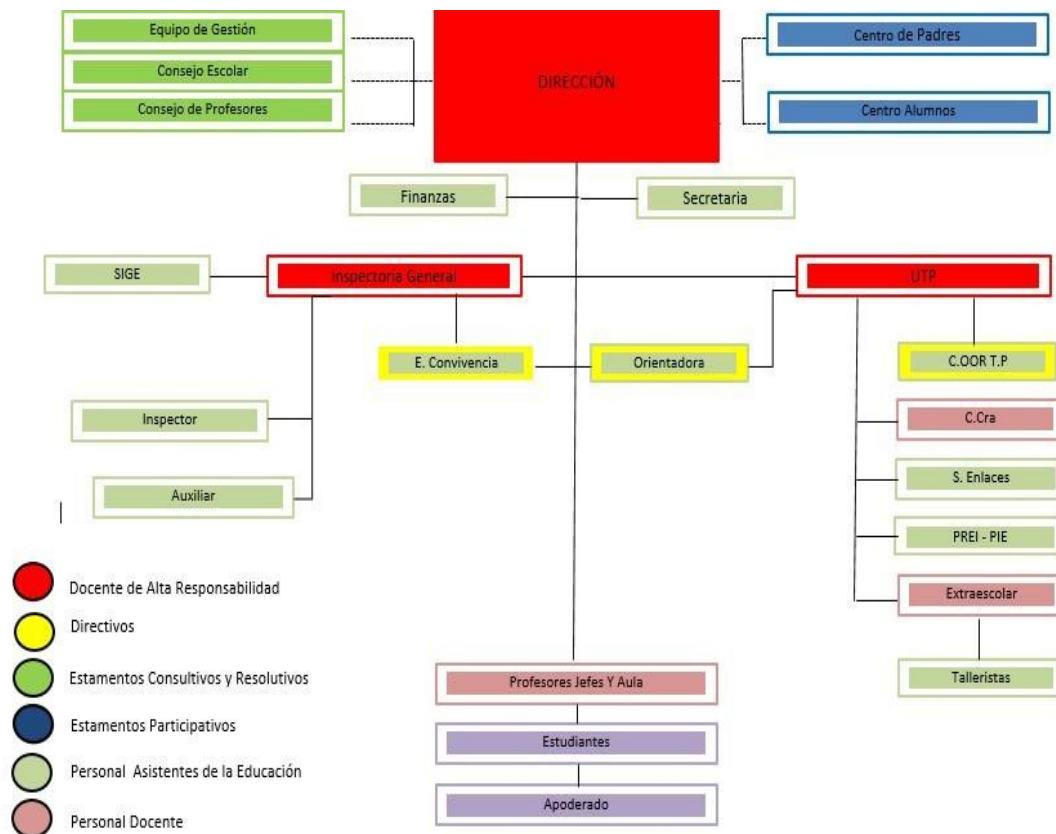 Equipo de Gestión
Consejo Escolar
Consejo de Profesores
DIRECCIÓN
Centro de Padres
Centro Alumnos
Finanzas
Secretaria
SIGE
Inspectoria General
UTP
E. Convivencia
Orientadora
C.OOR T.P
Inspector
C.Cra
Auxiliar
S. Enlaces
PREI - PIE
Extraescolar
Talleristas
Profesores Jefes Y Aula
Estudiantes
Apoderado
Docente de Alta Responsabilidad
Directivos
Estamentos Consultivos y Resolutivos
Estamentos Participativos
Personal Asistentes de la Educación
Personal Docente